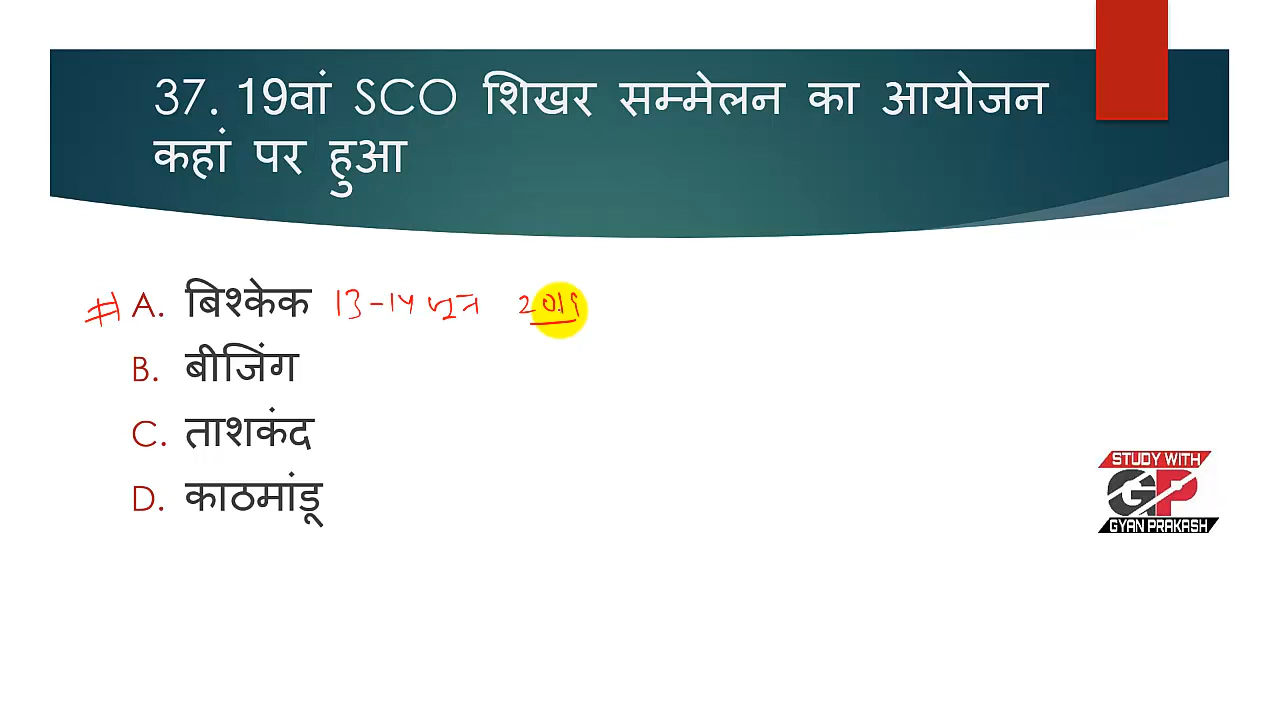 37. 19वां SCO शिखर सम्मेलन का आयोजन
कहां पर हुआ
# A. बिश्केक 13-14 जून 2019
B. बीजिंग
C. ताशकंद
D. काठमांडू
STUDY WITH
GP
GYAN PRAKASH